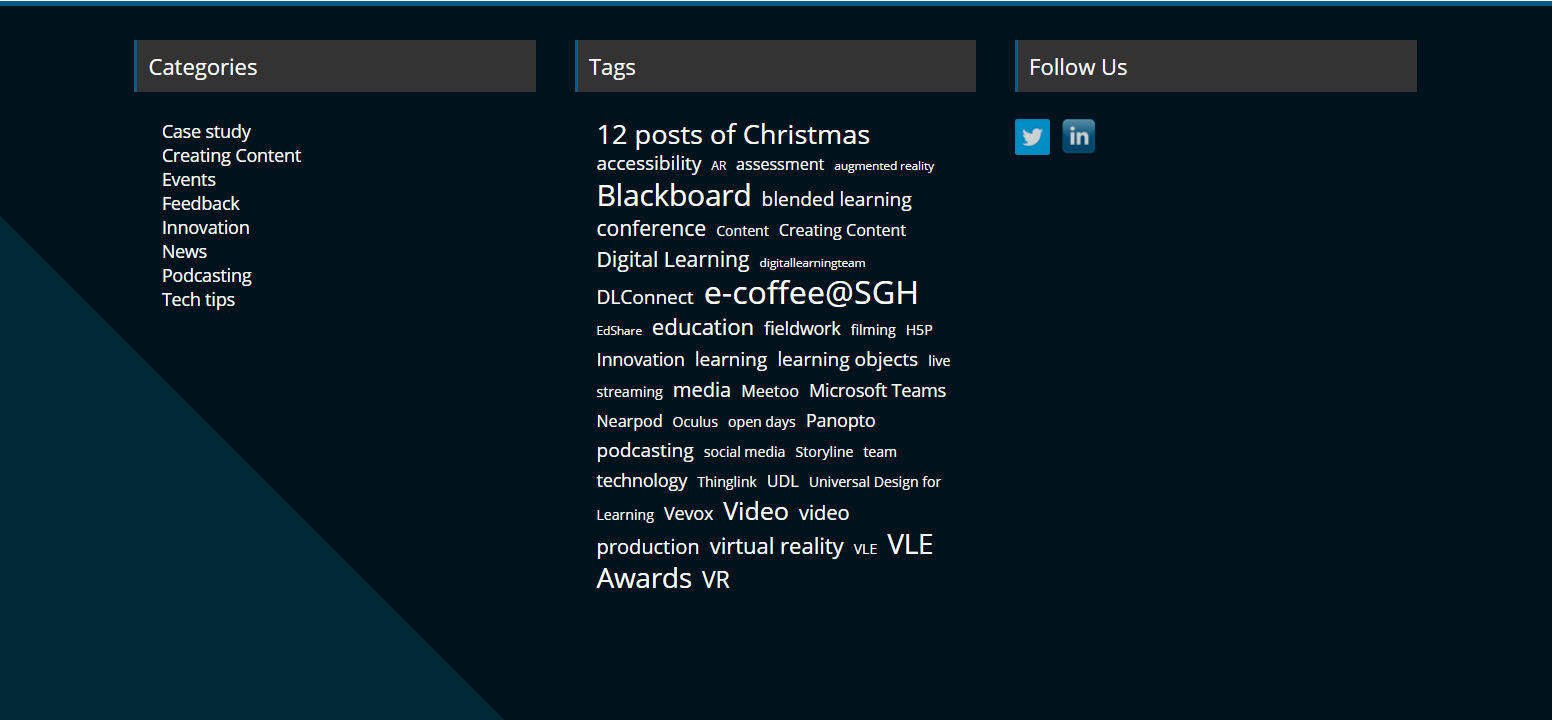 Categories
Case study
Creating Content
Events
Feedback
Innovation
News
Podcasting
Tech tips
Tags
12 posts of Christmas
accessibility AR assessment augmented reality
Blackboard blended learning
conference Content Creating Content
Digital Learning digitallearningteam
DLConnect e-coffee@SGH
EdShare education fieldwork filming H5P
Innovation learning learning objects live
streaming media Meetoo Microsoft Teams
Nearpod Oculus open days Panopto
podcasting social media Storyline team
technology Thinglink UDL Universal Design for
Learning Vevox Video video
production virtual reality VLE VLE
Awards VR
Follow Us
in